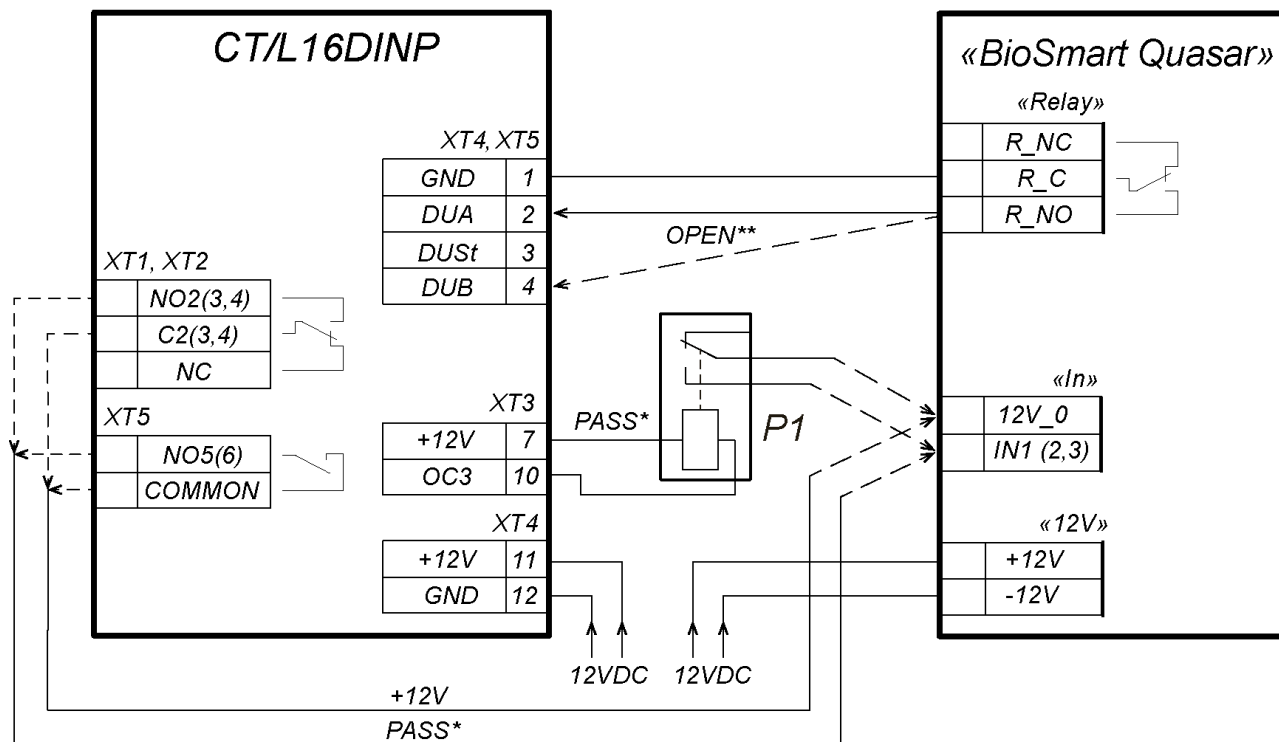 CT/L16DINP
«BioSmart Quasar»
«Relay»
R_NC
R_C
R_NO
XT4, XT5
GND 1
DUA 2
DUSt 3
DUB 4
OPEN**
XT1, XT2
NO2(3,4)
C2(3,4)
NC
XT5
NO5(6)
COMMON
XT3
+12V 7
OC3 10
PASS*
P1
«In»
12V_0
IN1 (2,3)
XT4
+12V 11
GND 12
«12V»
+12V
-12V
12VDC 12VDC
+12V
PASS*